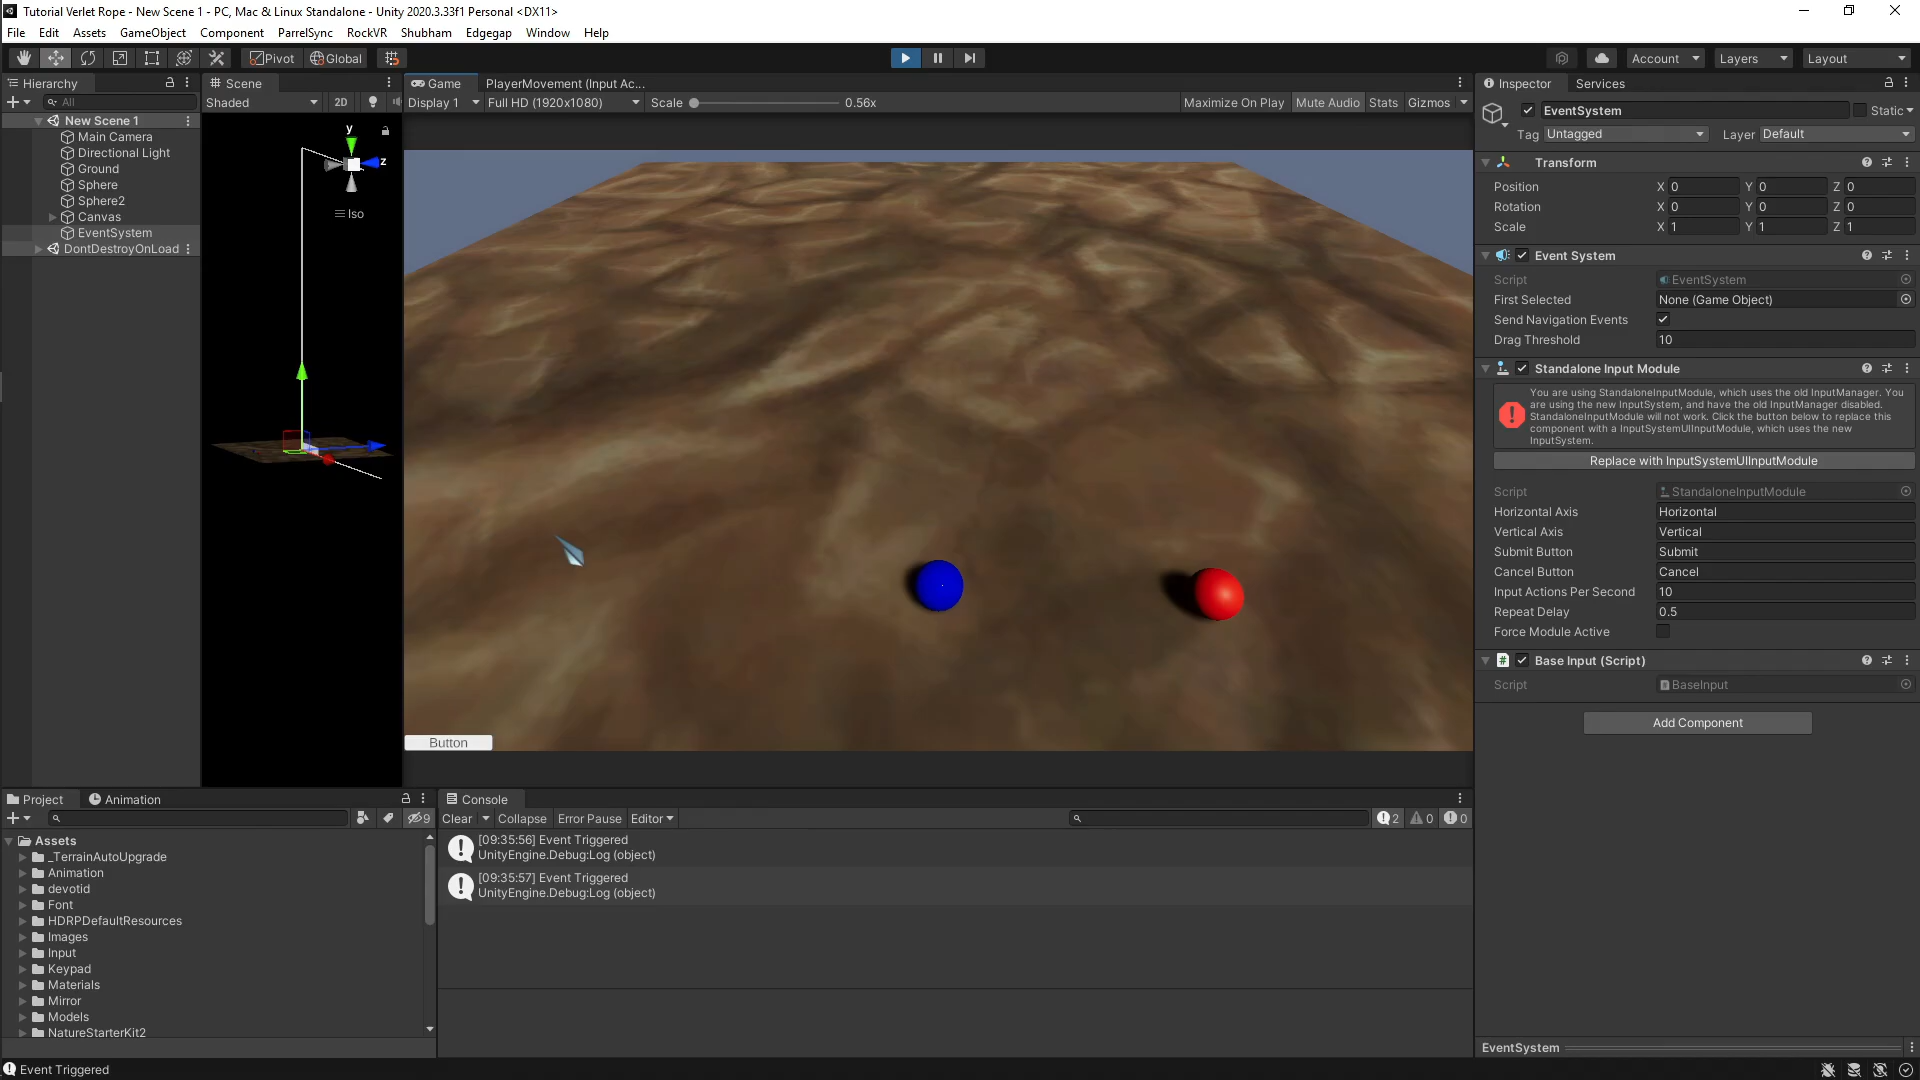 Tutorial Verlet Rope - New Scene 1 - PC, Mac & Linux Standalone - Unity 2020.3.33f1 Personal <DX11>
File Edit Assets GameObject Component ParrelSync RockVR Shubham Edgegap Window Help
Pivot Global Account Layers Layout
Hierarchy
All
New Scene 1
Main Camera
Directional Light
Ground
Sphere
Sphere2
Canvas
EventSystem
DontDestroyOnLoad
Scene
Shaded 2D
y
z
Iso
Game PlayerMovement (Input Ac...
Display 1 Full HD (1920x1080) Scale 0.56x Maximize On Play Mute Audio Stats Gizmos
Button
Inspector Services
EventSystem Static
Tag Untagged Layer Default
Transform
Position X 0 Y 0 Z 0
Rotation X 0 Y 0 Z 0
Scale X 1 Y 1 Z 1
Event System
Script EventSystem
First Selected None (Game Object)
Send Navigation Events
Drag Threshold 10
Standalone Input Module
You are using StandaloneInputModule, which uses the old InputManager. You
are using the new InputSystem, and have the old InputManager disabled.
StandaloneInputModule will not work. Click the button below to replace this
component with a InputSystemUIInputModule, which uses the new
InputSystem.
Replace with InputSystemUIInputModule
Script StandaloneInputModule
Horizontal Axis Horizontal
Vertical Axis Vertical
Submit Button Submit
Cancel Button Cancel
Input Actions Per Second 10
Repeat Delay 0.5
Force Module Active
Base Input (Script)
Script BaseInput
Add Component
EventSystem
Project Animation
9
Assets
_TerrainAutoUpgrade
Animation
devotid
Font
HDRPDefaultResources
Images
Input
Keypad
Materials
Mirror
Models
NatureStarterKit2
Console
Clear Collapse Error Pause Editor 2 0 0
[09:35:56] Event Triggered
UnityEngine.Debug:Log (object)
[09:35:57] Event Triggered
UnityEngine.Debug:Log (object)
Event Triggered